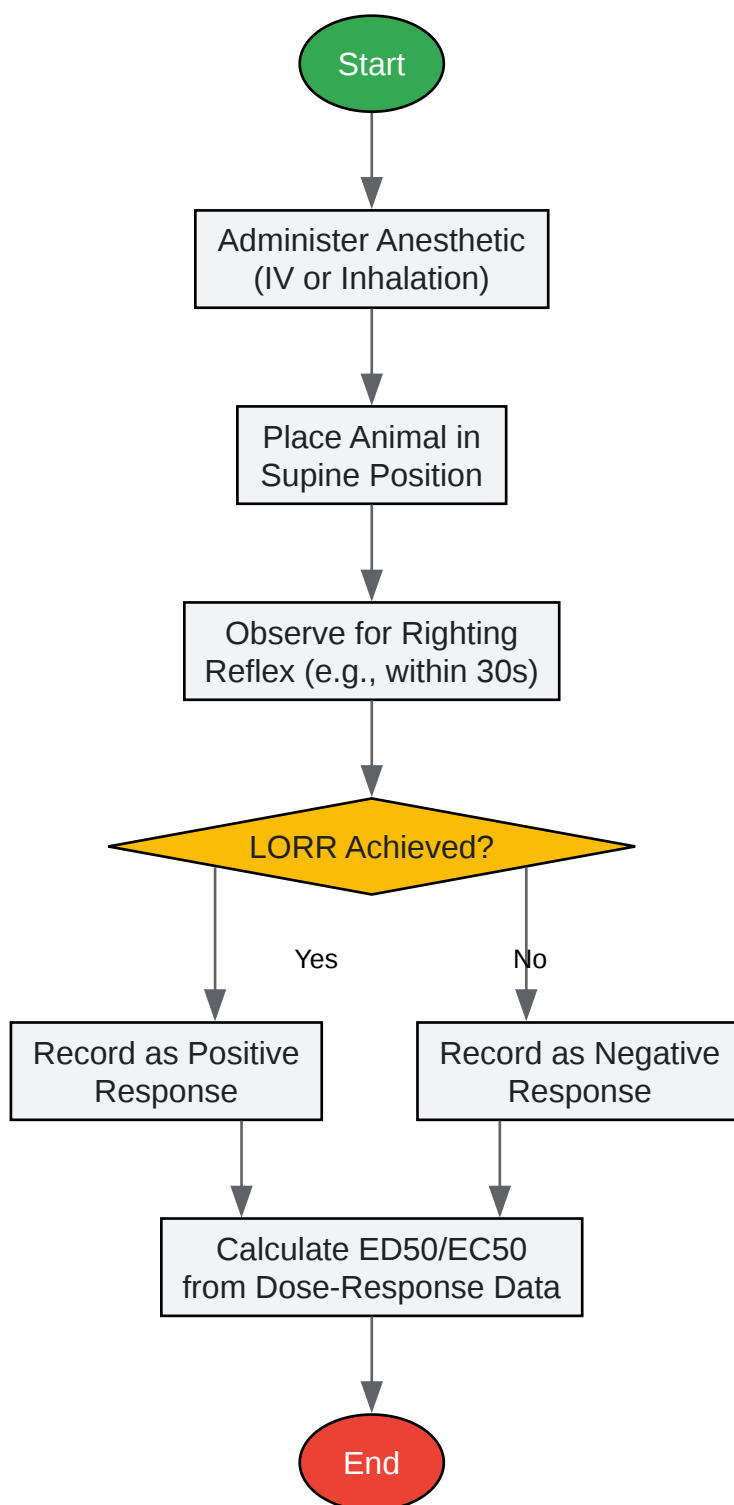 Start
Administer Anesthetic
(IV or Inhalation)
Place Animal in
Supine Position
Observe for Righting
Reflex (e.g., within 30s)
LORR Achieved?
Yes
No
Record as Positive
Response
Record as Negative
Response
Calculate ED50/EC50
from Dose-Response Data
End